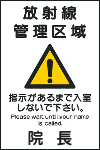 放射線
管理区域
指示があるまで入室
しないで下さい。
Please wait until your name
is called.
院長